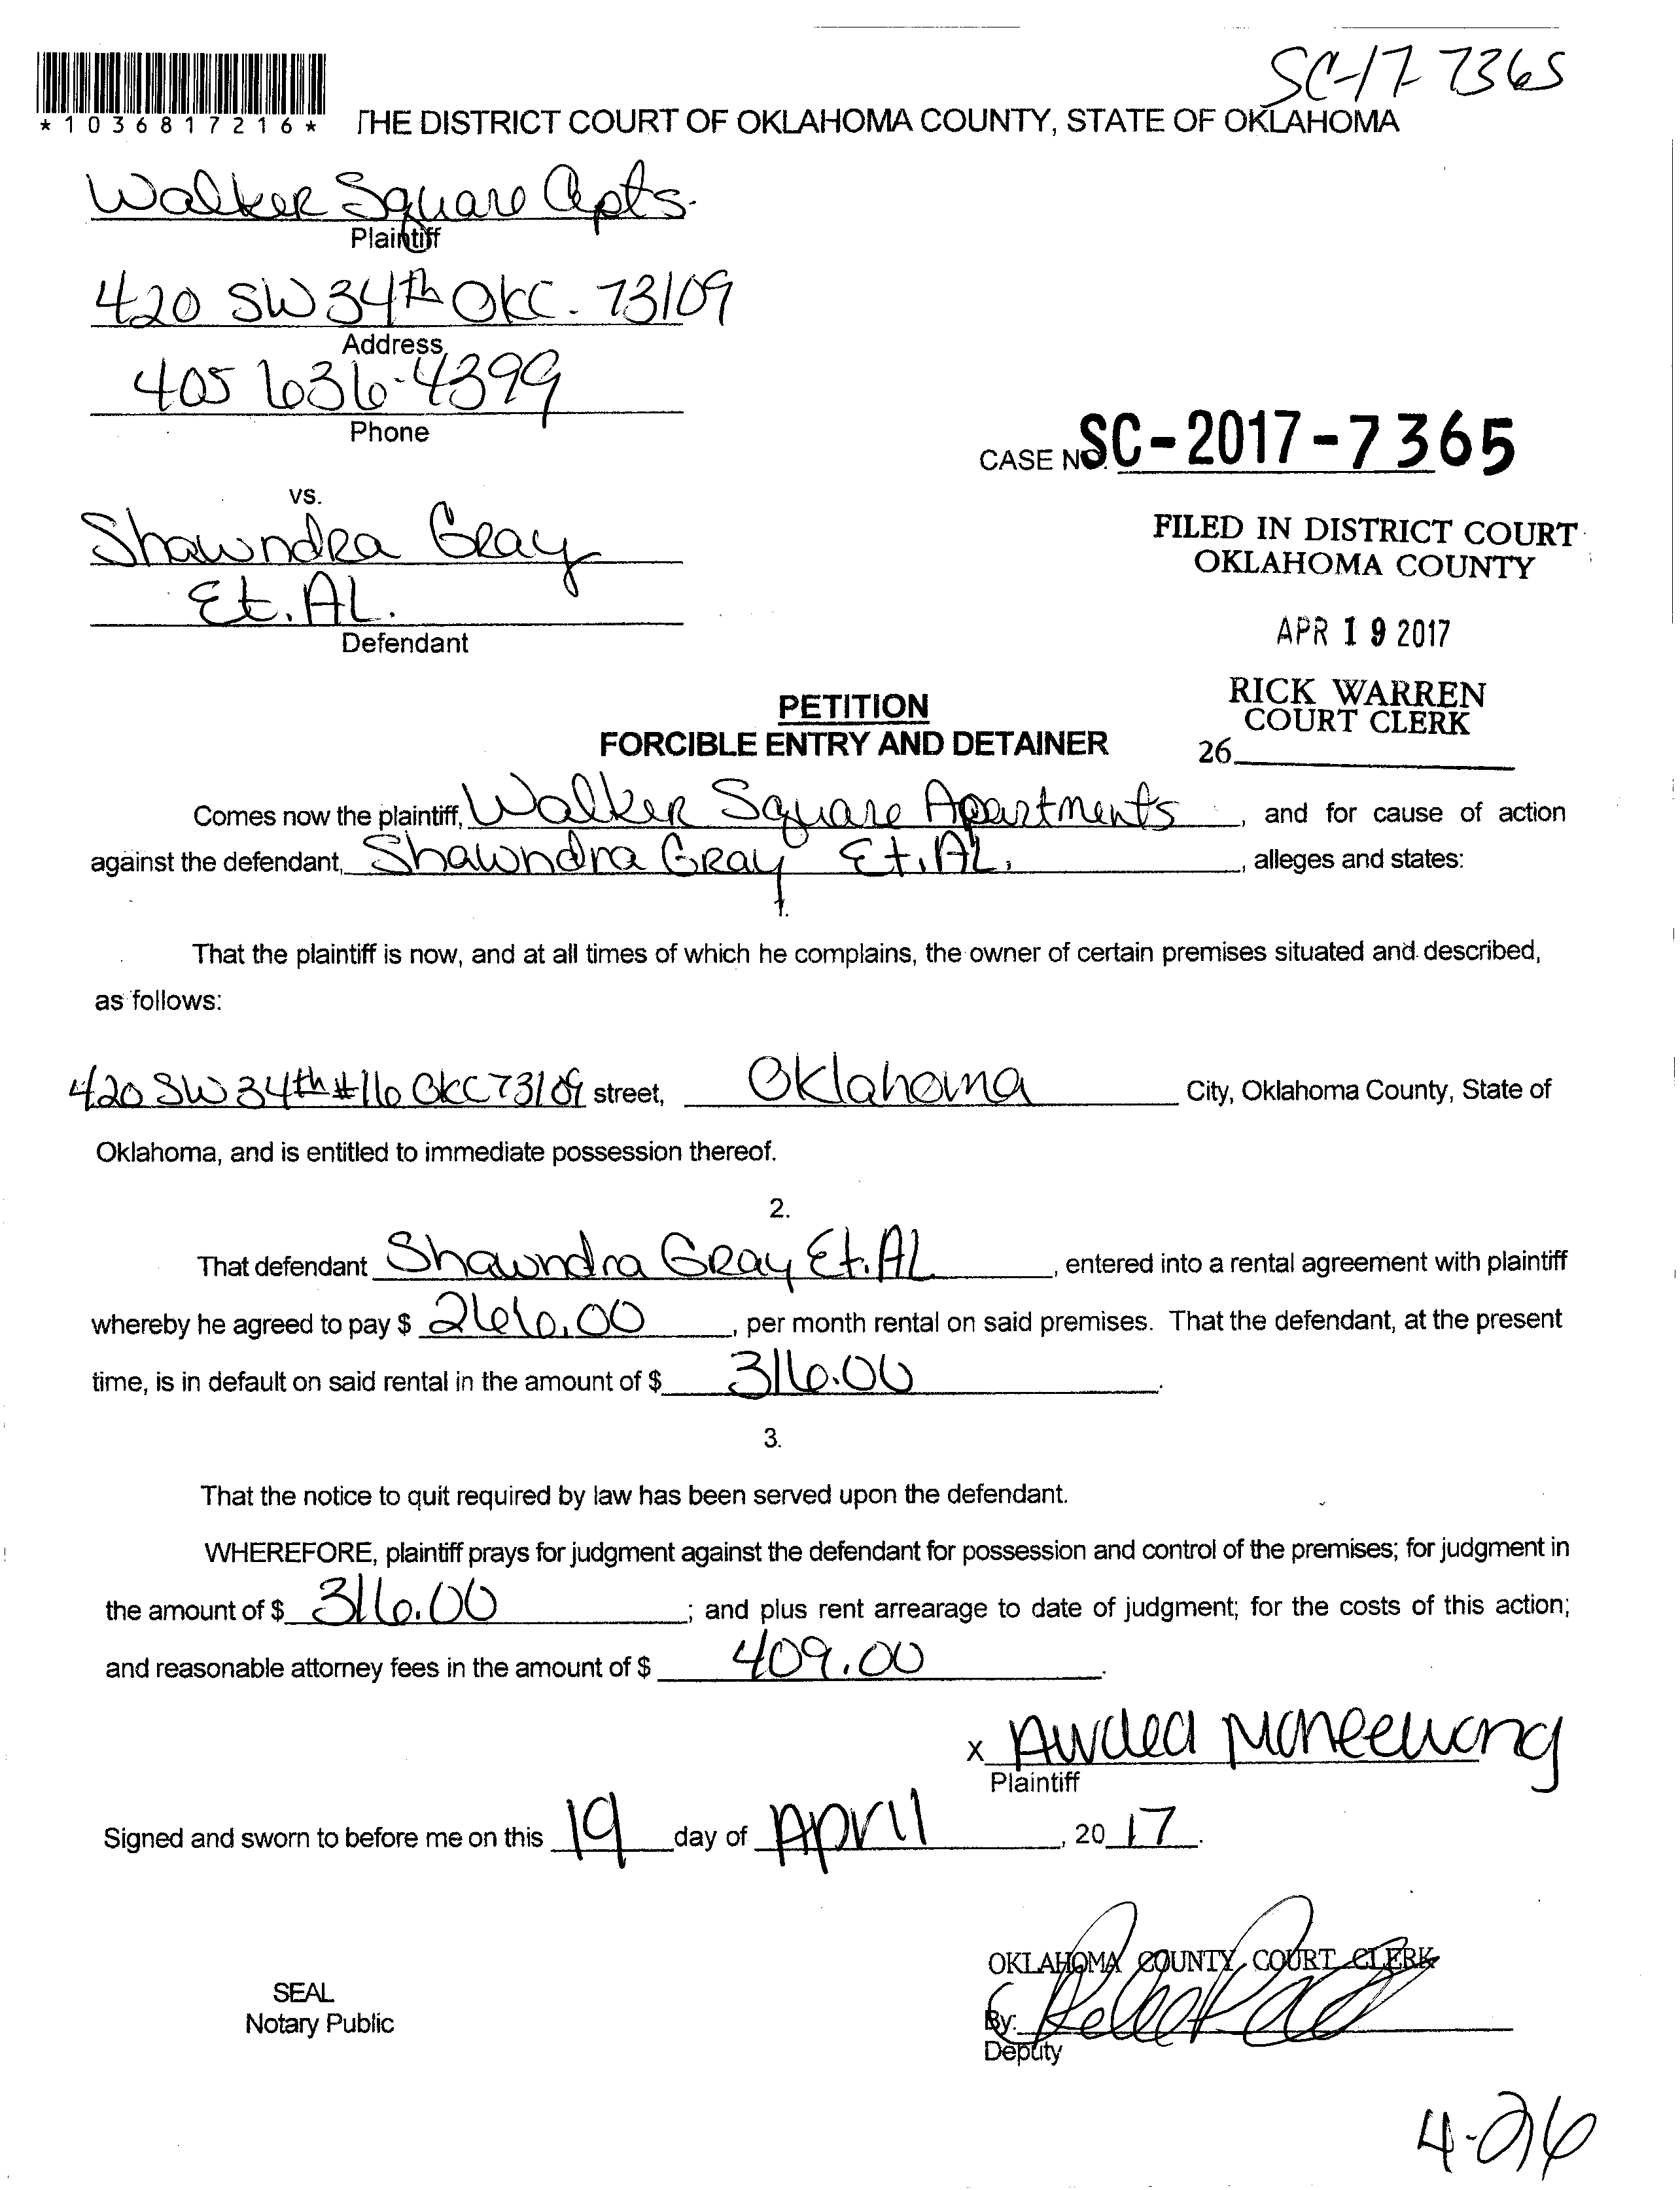 SC-17-7365
*1036817216* THE DISTRICT COURT OF OKLAHOMA COUNTY, STATE OF OKLAHOMA
Walker Square Apts.
Plaintiff
420 SW 34th OKC. 73109
Address
405 636-4399
Phone
CASE NO. SC-2017-7365
vs.
Shawndra Gray
Et. AL.
Defendant
FILED IN DISTRICT COURT
OKLAHOMA COUNTY
APR 19 2017
RICK WARREN
COURT CLERK
26
PETITION
FORCIBLE ENTRY AND DETAINER
Comes now the plaintiff, Walker Square Apartments, and for cause of action
against the defendant, Shawndra Gray Et. AL., alleges and states:
1.
That the plaintiff is now, and at all times of which he complains, the owner of certain premises situated and described,
as follows:
420 SW 34th #16 OKC 73109 street, Oklahoma City, Oklahoma County, State of
Oklahoma, and is entitled to immediate possession thereof.
2.
That defendant Shawndra Gray Et. AL, entered into a rental agreement with plaintiff
whereby he agreed to pay $ 266.00, per month rental on said premises. That the defendant, at the present
time, is in default on said rental in the amount of $ 316.00.
3.
That the notice to quit required by law has been served upon the defendant.
WHEREFORE, plaintiff prays for judgment against the defendant for possession and control of the premises; for judgment in
the amount of $ 316.00; and plus rent arrearage to date of judgment; for the costs of this action;
and reasonable attorney fees in the amount of $ 409.00.
x
Plaintiff
Signed and sworn to before me on this 19 day of April, 2017.
OKLAHOMA COUNTY COURT CLERK
SEAL
Notary Public
By:
Deputy
4-26